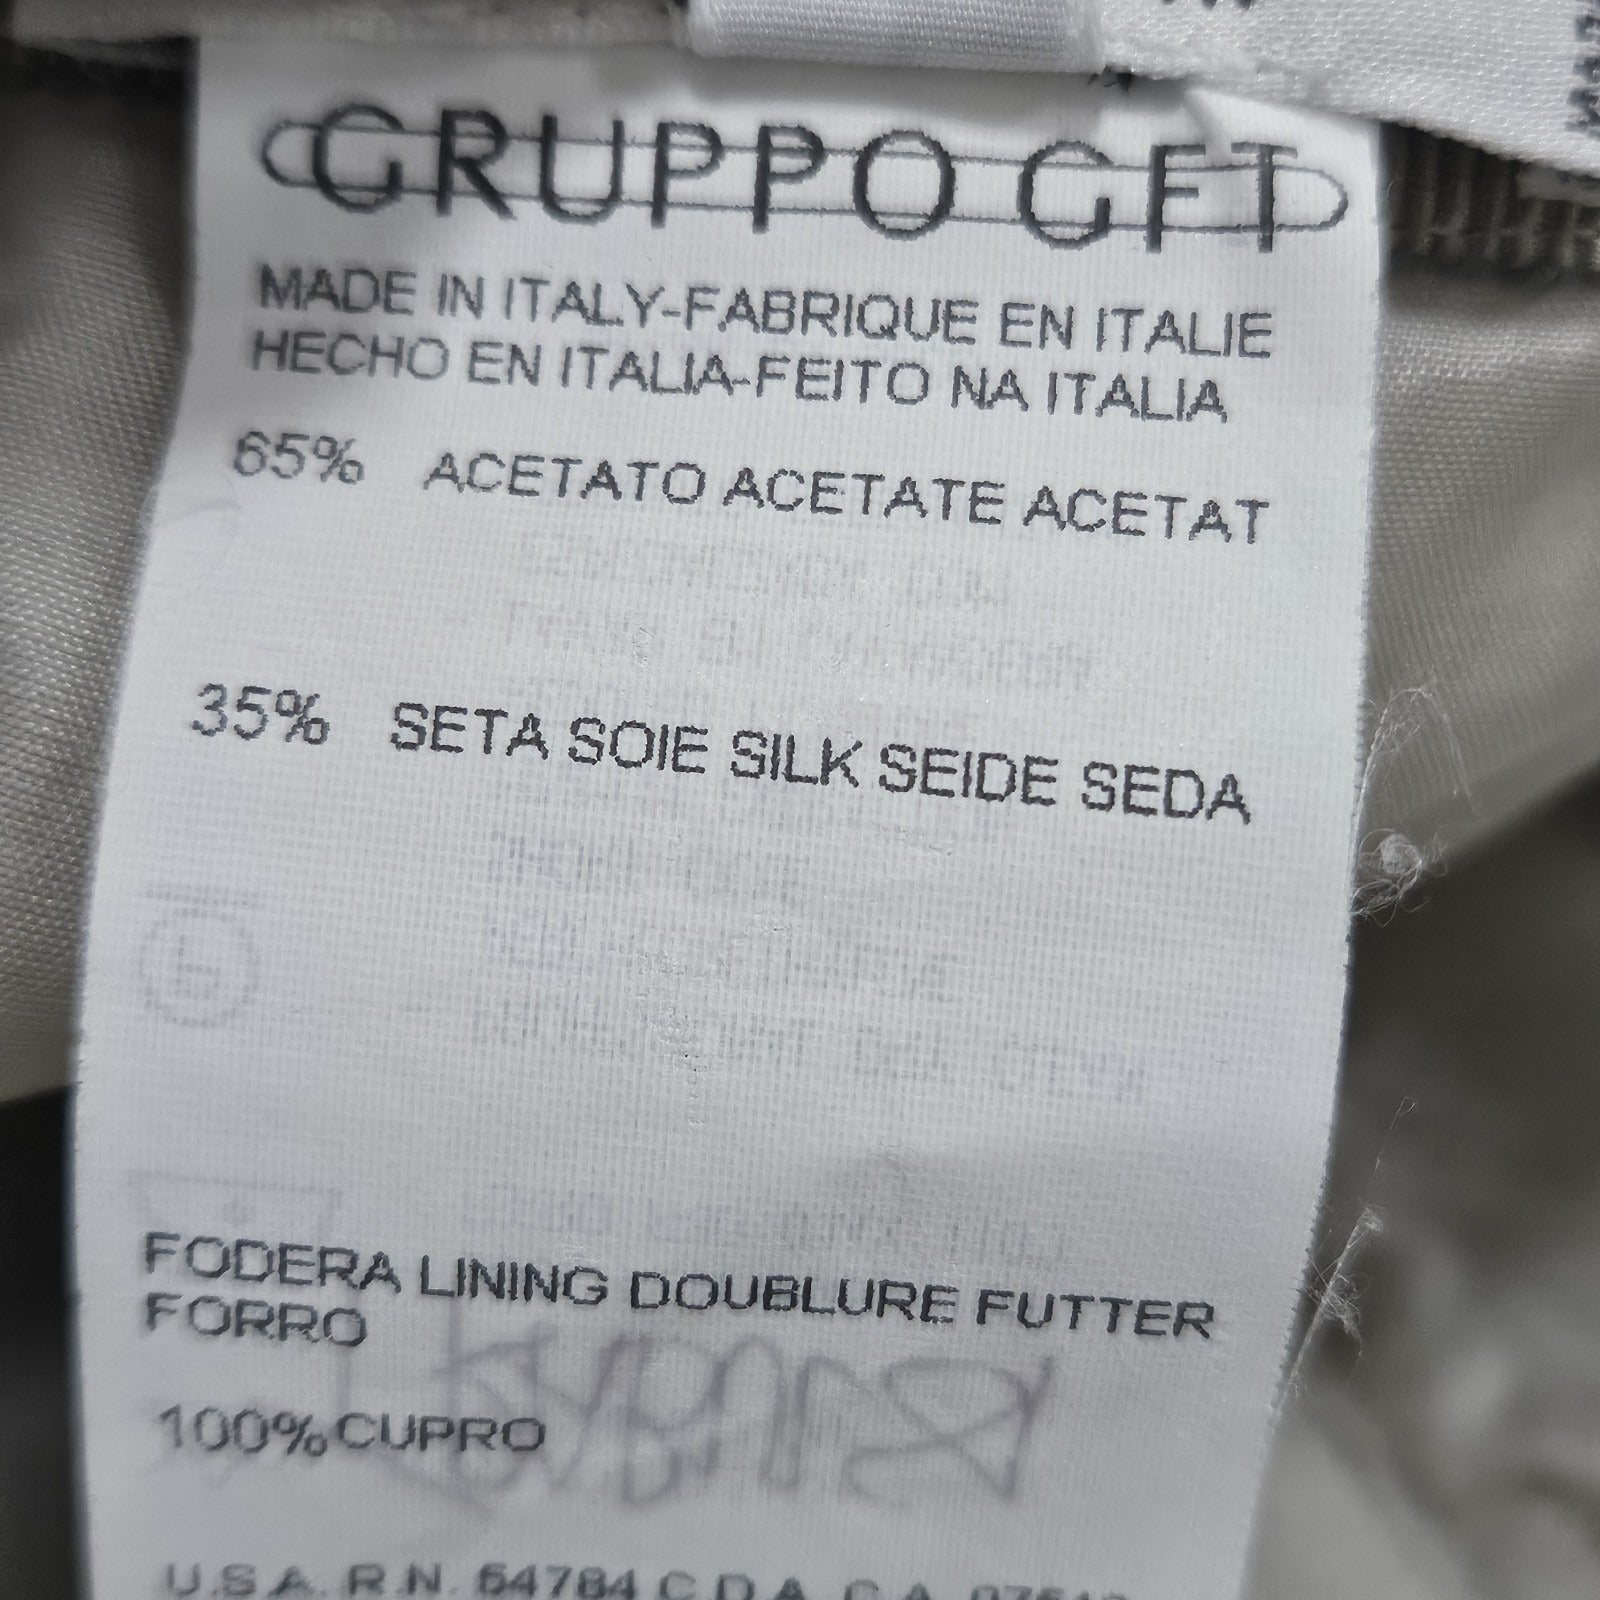 GRUPPO GFT
MADE IN ITALY-FABRIQUE EN ITALIE
HECHO EN ITALIA-FEITO NA ITALIA
65% ACETATO ACETATE ACETAT
35% SETA SOIE SILK SEIDE SEDA
FODERA LINING DOUBLURE FUTTER
FORRO
100% CUPRO
U.S.A. R.N. 54784 C.D.A. C.A.